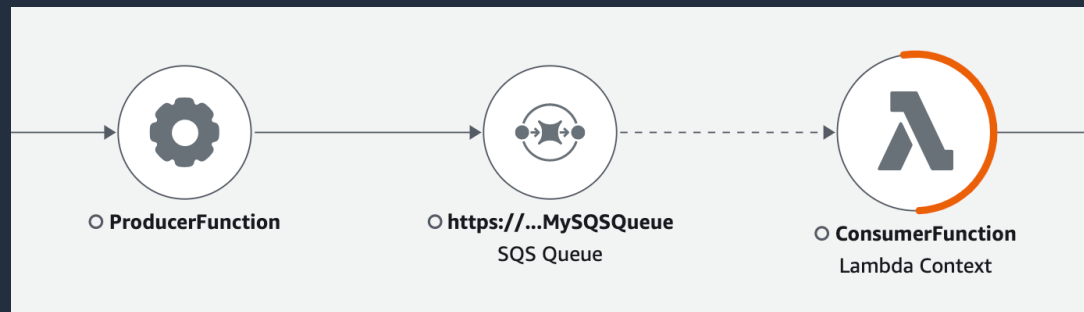 ProducerFunction
https://...MySQSQueue
SQS Queue
ConsumerFunction
Lambda Context